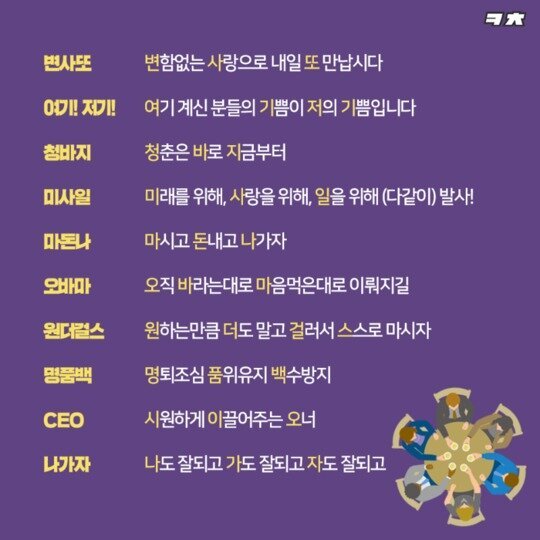 ㅋㅊ
변사또 변함없는 사랑으로 내일 또 만납시다
여기! 저기! 여기 계신 분들의 기쁨이 저의 기쁨입니다
청바지 청춘은 바로 지금부터
미사일 미래를 위해, 사랑을 위해, 일을 위해 (다같이) 발사!
마돈나 마시고 돈내고 나가자
오바마 오직 바라는대로 마음먹은대로 이뤄지길
원더걸스 원하는만큼 더도 말고 걸러서 스스로 마시자
명품백 명퇴조심 품위유지 백수방지
CEO 시원하게 이끌어주는 오너
나가자 나도 잘되고 가도 잘되고 자도 잘되고